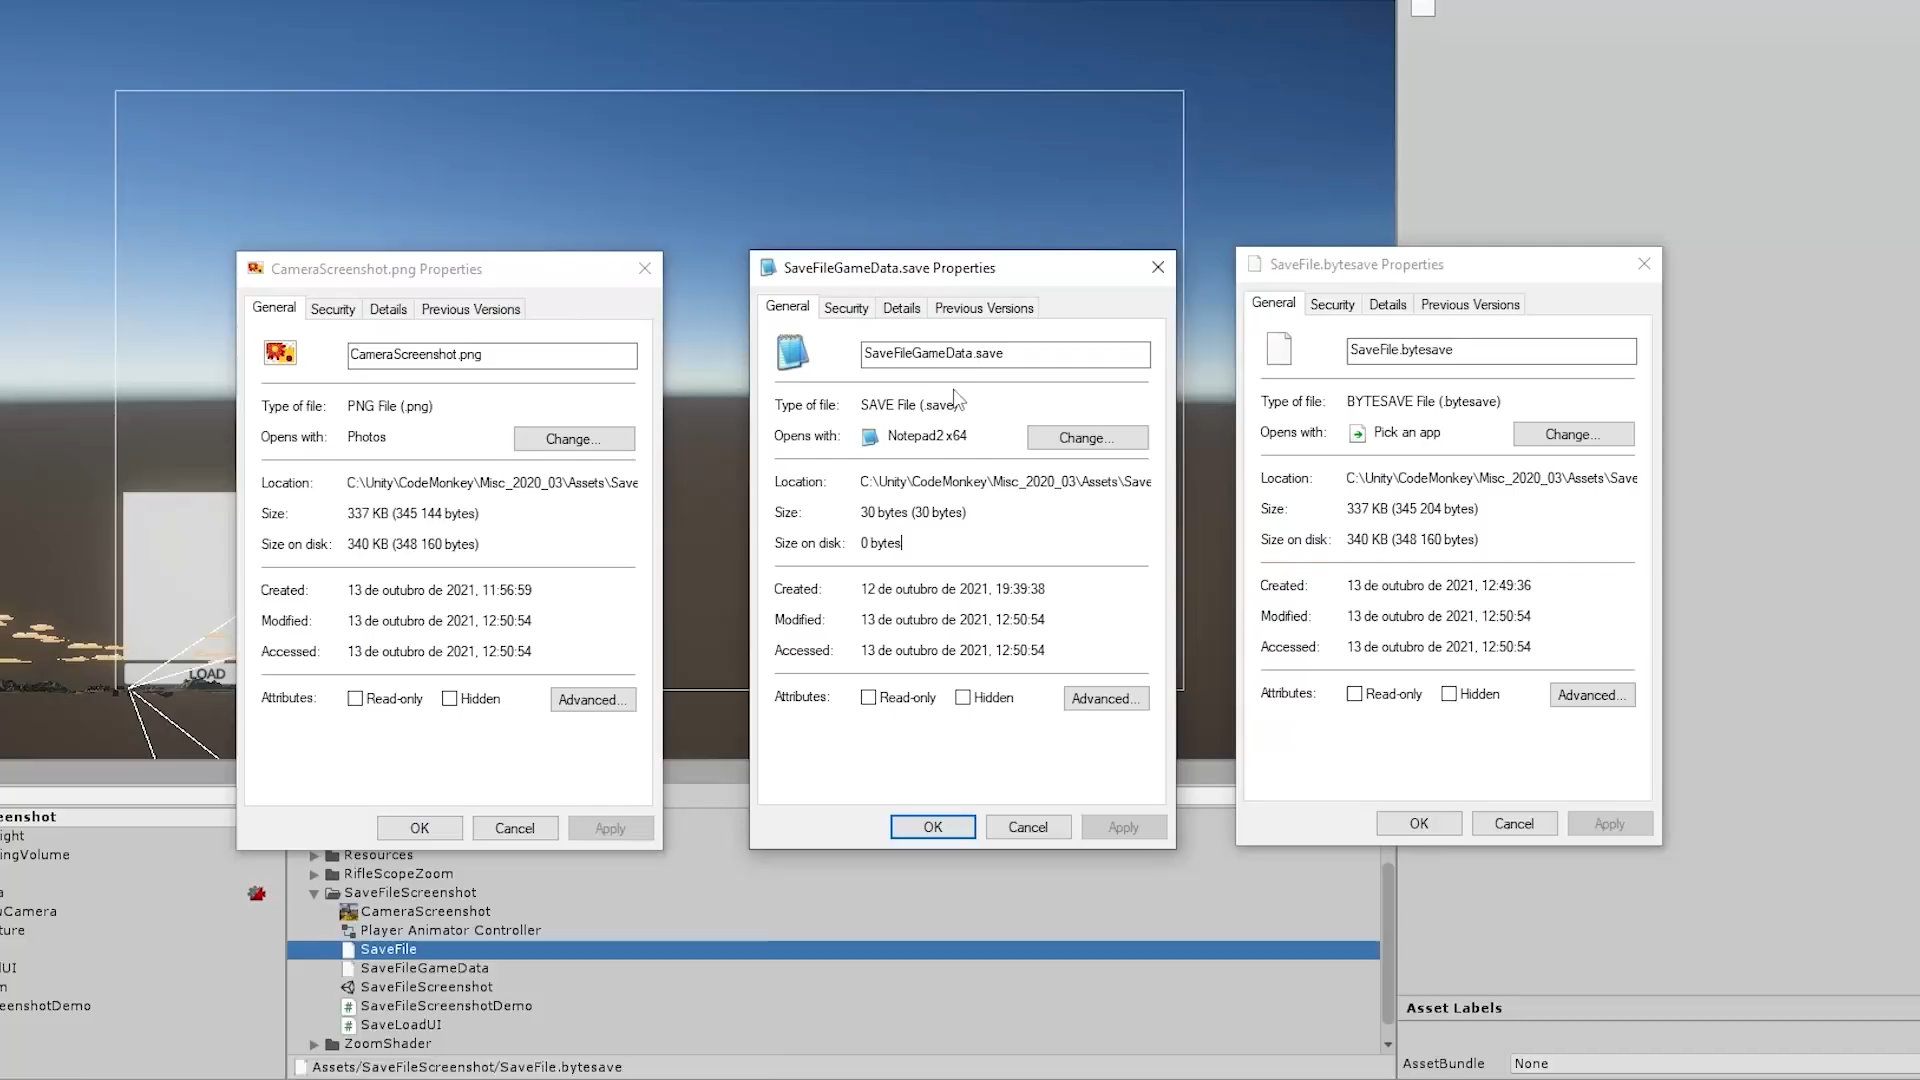 CameraScreenshot.png Properties
General Security Details Previous Versions
CameraScreenshot.png
Type of file: PNG File (.png)
Opens with: Photos Change...
Location: C:\Unity\CodeMonkey\Misc_2020_03\Assets\Save
Size: 337 KB (345 144 bytes)
Size on disk: 340 KB (348 160 bytes)
Created: 13 de outubro de 2021, 11:56:59
Modified: 13 de outubro de 2021, 12:50:54
Accessed: 13 de outubro de 2021, 12:50:54
Attributes: Read-only Hidden Advanced...
OK Cancel Apply
SaveFileGameData.save Properties
General Security Details Previous Versions
SaveFileGameData.save
Type of file: SAVE File (.save)
Opens with: Notepad2 x64 Change...
Location: C:\Unity\CodeMonkey\Misc_2020_03\Assets\Save
Size: 30 bytes (30 bytes)
Size on disk: 0 bytes
Created: 12 de outubro de 2021, 19:39:38
Modified: 13 de outubro de 2021, 12:50:54
Accessed: 13 de outubro de 2021, 12:50:54
Attributes: Read-only Hidden Advanced...
OK Cancel Apply
SaveFile.bytesave Properties
General Security Details Previous Versions
SaveFile.bytesave
Type of file: BYTESAVE File (.bytesave)
Opens with: Pick an app Change...
Location: C:\Unity\CodeMonkey\Misc_2020_03\Assets\Save
Size: 337 KB (345 204 bytes)
Size on disk: 340 KB (348 160 bytes)
Created: 13 de outubro de 2021, 12:49:36
Modified: 13 de outubro de 2021, 12:50:54
Accessed: 13 de outubro de 2021, 12:50:54
Attributes: Read-only Hidden Advanced...
OK Cancel Apply
LOAD
eenshot
ight
ingVolume
a
Camera
ture
UI
m
eenshotDemo
Resources
RifleScopeZoom
SaveFileScreenshot
CameraScreenshot
Player Animator Controller
SaveFile
SaveFileGameData
SaveFileScreenshot
SaveFileScreenshotDemo
SaveLoadUI
ZoomShader
Assets/SaveFileScreenshot/SaveFile.bytesave
Asset Labels
AssetBundle None